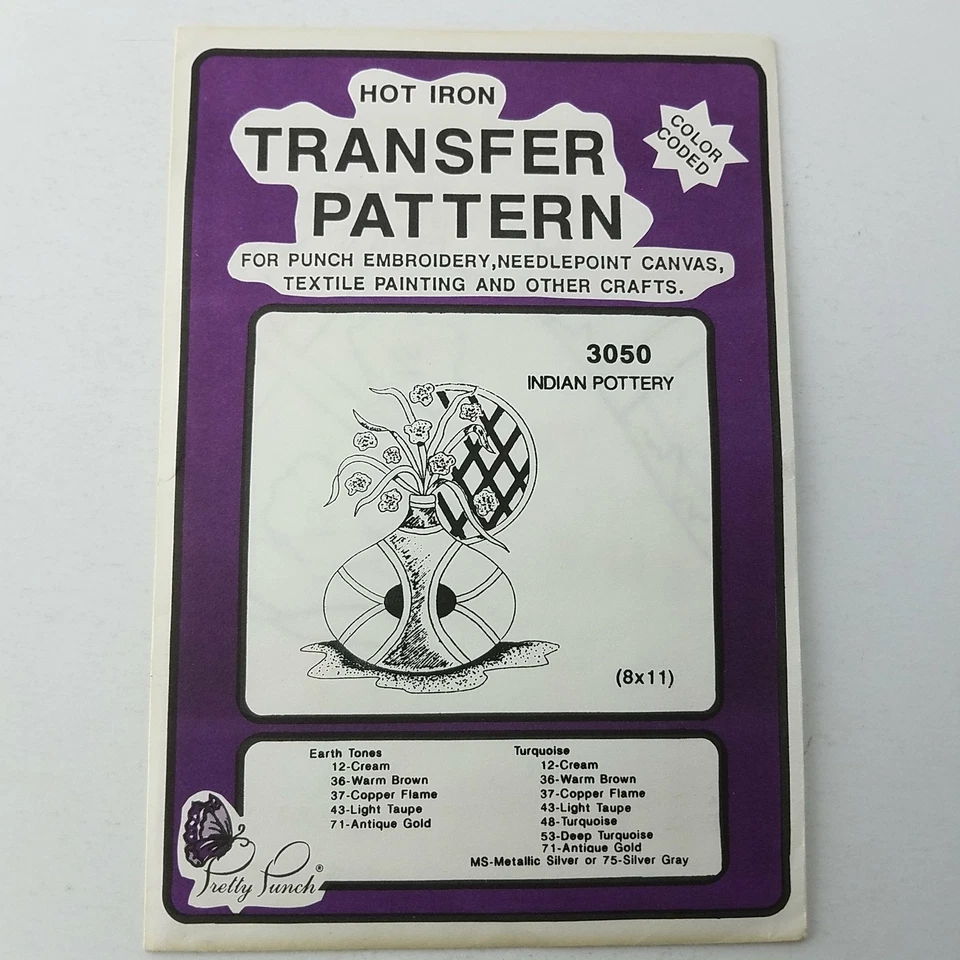 HOT IRON
TRANSFER
PATTERN
COLOR
CODED
FOR PUNCH EMBROIDERY,NEEDLEPOINT CANVAS,
TEXTILE PAINTING AND OTHER CRAFTS.
3050
INDIAN POTTERY
(8x11)
Earth Tones
12-Cream
36-Warm Brown
37-Copper Flame
43-Light Taupe
71-Antique Gold
Turquoise
12-Cream
36-Warm Brown
37-Copper Flame
43-Light Taupe
48-Turquoise
53-Deep Turquoise
71-Antique Gold
MS-Metallic Silver or 75-Silver Gray
Pretty Punch®